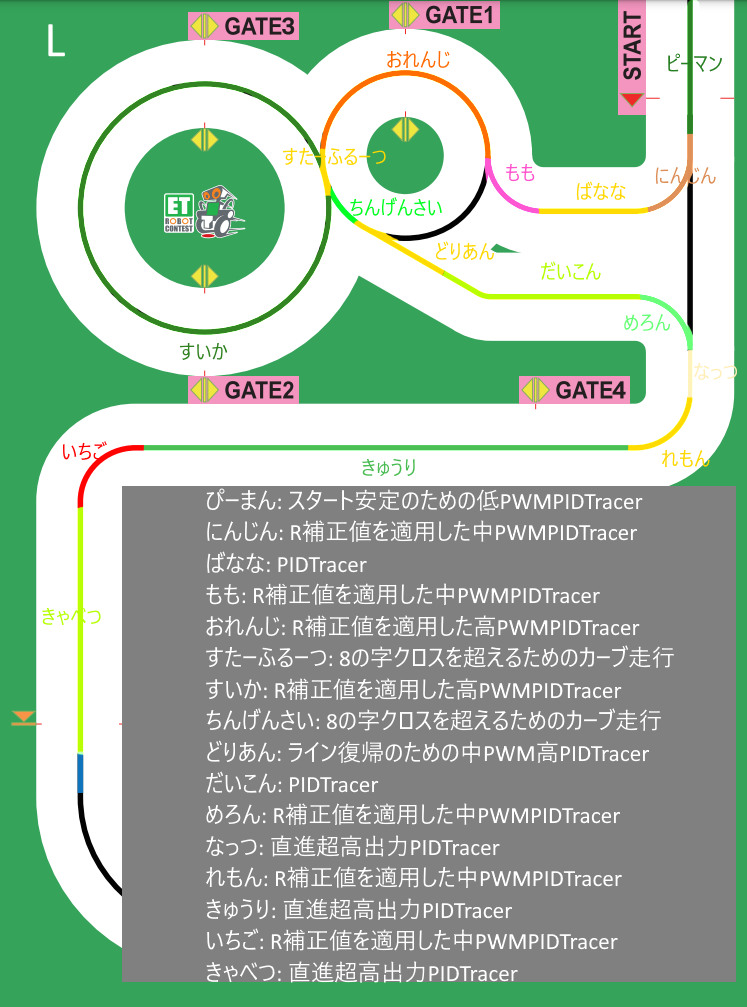 L
GATE3
GATE1
START
ピーマン
おれんじ
すたーふるーつ
もも
ばなな
にんじん
ちんげんさい
ET
ROBOT
CONTEST
どりあん
だいこん
めろん
すいか
なっつ
GATE2
GATE4
いちご
きゅうり
れもん
きゃべつ
ぴーまん: スタート安定のための低PWMPIDTracer
にんじん: R補正値を適用した中PWMPIDTracer
ばなな: PIDTracer
もも: R補正値を適用した中PWMPIDTracer
おれんじ: R補正値を適用した高PWMPIDTracer
すたーふるーつ: 8の字クロスを超えるためのカーブ走行
すいか: R補正値を適用した高PWMPIDTracer
ちんげんさい: 8の字クロスを超えるためのカーブ走行
どりあん: ライン復帰のための中PWM高PIDTracer
だいこん: PIDTracer
めろん: R補正値を適用した中PWMPIDTracer
なっつ: 直進超高出力PIDTracer
れもん: R補正値を適用した中PWMPIDTracer
きゅうり: 直進超高出力PIDTracer
いちご: R補正値を適用した中PWMPIDTracer
きゃべつ: 直進超高出力PIDTracer